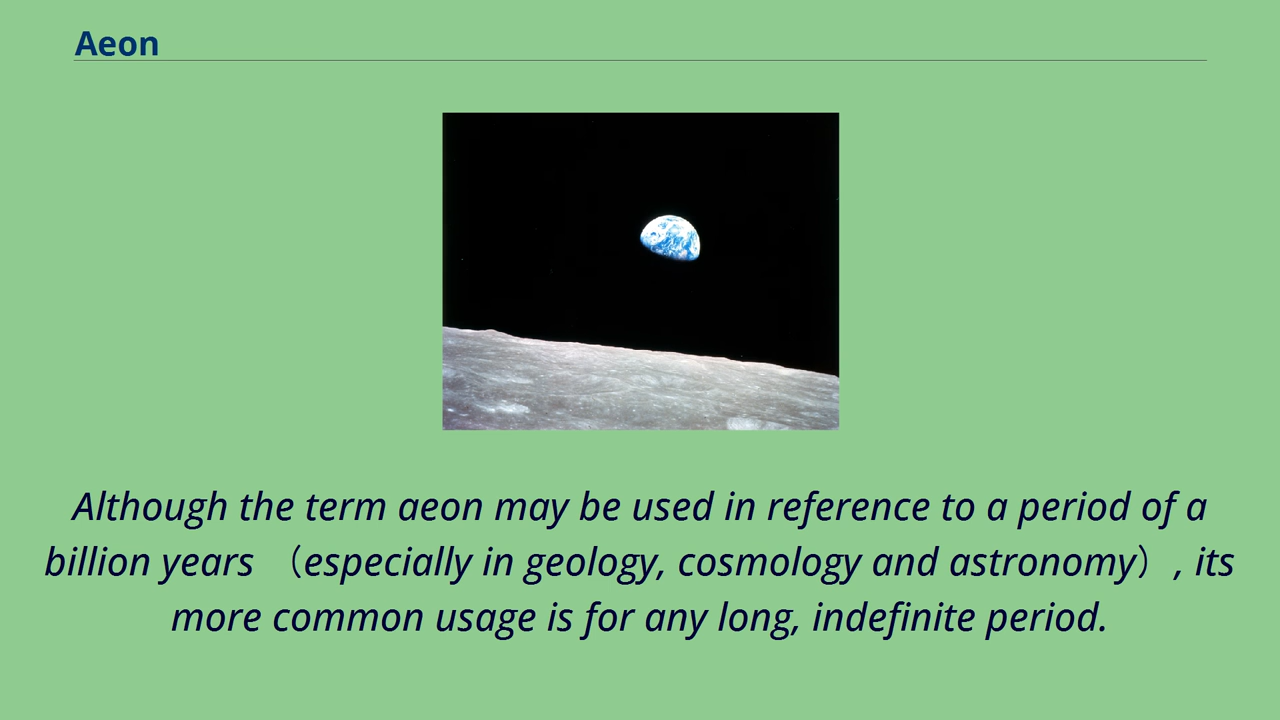 Aeon
Although the term aeon may be used in reference to a period of a
billion years （especially in geology, cosmology and astronomy）, its
more common usage is for any long, indefinite period.